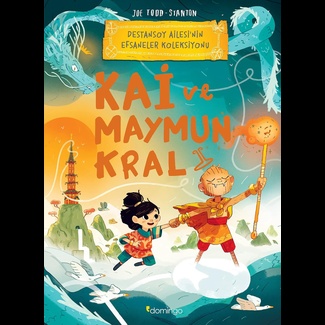 JOE TODD-STANTON
DESTANSOY AİLESİ'NİN
EFSANELER KOLEKSİYONU
KAİ ve
MAYMUN
KRAL
domingo